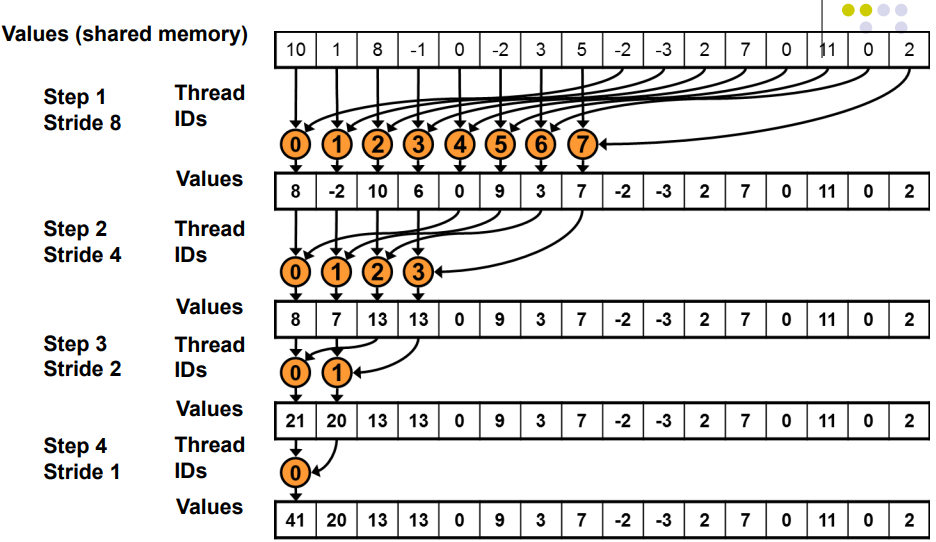 Values (shared memory)
10 1 8 -1 0 -2 3 5 -2 -3 2 7 0 11 0 2
Step 1
Stride 8
Thread
IDs
0 1 2 3 4 5 6 7
Values
8 -2 10 6 0 9 3 7 -2 -3 2 7 0 11 0 2
Step 2
Stride 4
Thread
IDs
0 1 2 3
Values
8 7 13 13 0 9 3 7 -2 -3 2 7 0 11 0 2
Step 3
Stride 2
Thread
IDs
0 1
Values
21 20 13 13 0 9 3 7 -2 -3 2 7 0 11 0 2
Step 4
Stride 1
Thread
IDs
0
Values
41 20 13 13 0 9 3 7 -2 -3 2 7 0 11 0 2